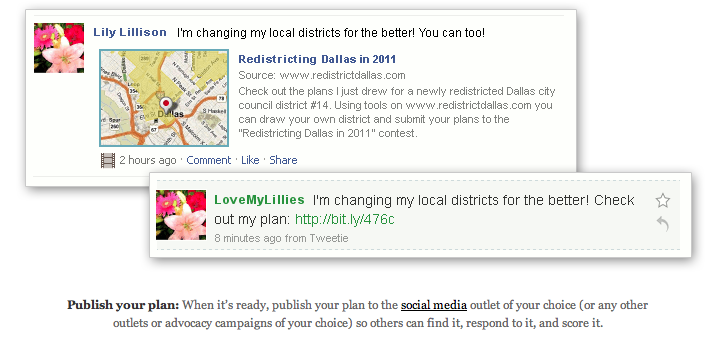 Lily Lillison I'm changing my local districts for the better! You can too!
Redistricting Dallas in 2011
Source: www.redistrictdallas.com
Check out the plans I just drew for a newly redistricted Dallas city
council district #14. Using tools on www.redistrictdallas.com you
can draw your own district and submit your plans to the
"Redistricting Dallas in 2011" contest.
Dallas
S Haskell
2 hours ago · Comment · Like · Share
LoveMyLillies I'm changing my local districts for the better! Check
out my plan: http://bit.ly/476c
8 minutes ago from Tweetie
Publish your plan: When it's ready, publish your plan to the social media outlet of your choice (or any other
outlets or advocacy campaigns of your choice) so others can find it, respond to it, and score it.